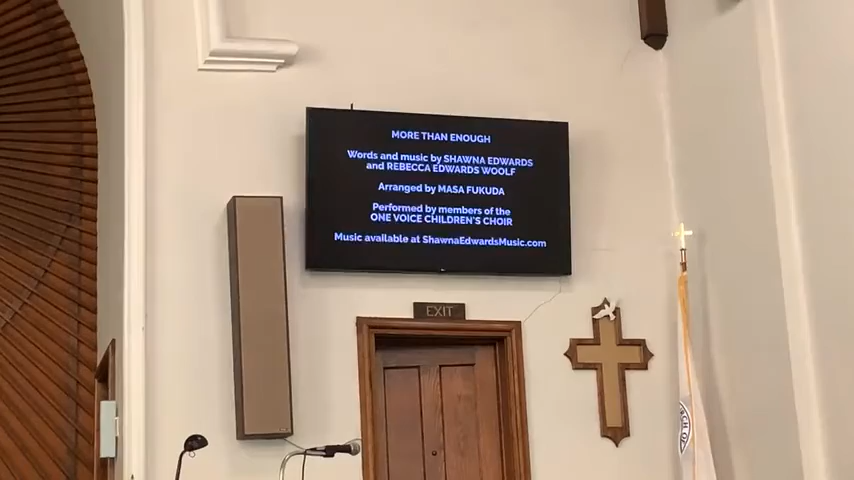 MORE THAN ENOUGH
Words and music by SHAWNA EDWARDS
and REBECCA EDWARDS WOOLF
Arranged by MASA FUKUDA
Performed by members of the
ONE VOICE CHILDREN'S CHOIR
Music available at ShawnaEdwardsMusic.com
EXIT